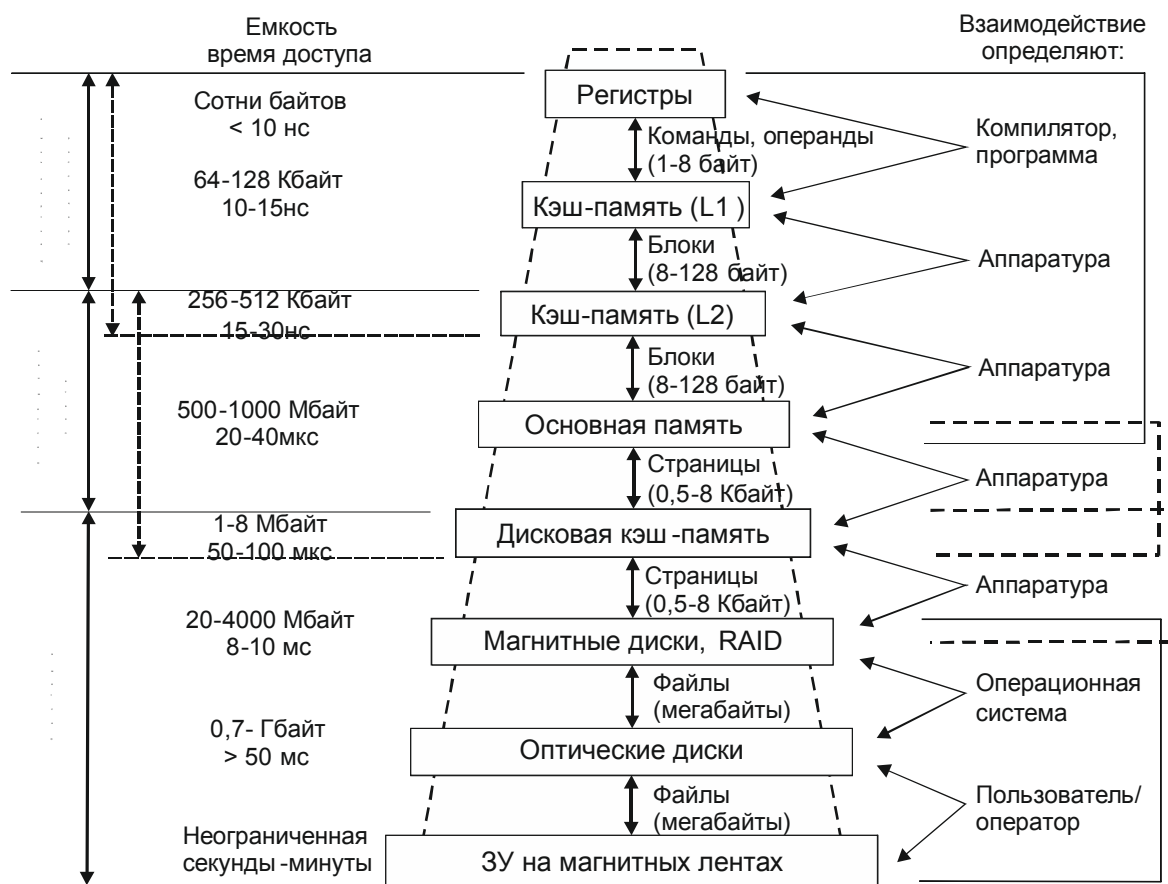 Емкость
время доступа
Взаимодействие
определяют:
Сотни байтов
< 10 нс
Регистры
Команды, операнды
(1-8 байт)
Компилятор,
программа
64-128 Кбайт
10-15нс
Кэш-память (L1 )
Блоки
(8-128 байт)
Аппаратура
256-512 Кбайт
15-30нс
Кэш-память (L2)
Блоки
(8-128 байт)
Аппаратура
500-1000 Мбайт
20-40мкс
Основная память
Страницы
(0,5-8 Кбайт)
Аппаратура
1-8 Мбайт
50-100 мкс
Дисковая кэш -память
Страницы
(0,5-8 Кбайт)
Аппаратура
20-4000 Мбайт
8-10 мс
Магнитные диски, RAID
Файлы
(мегабайты)
Операционная
система
0,7- Гбайт
> 50 мс
Оптические диски
Файлы
(мегабайты)
Пользователь/
оператор
Неограниченная
секунды -минуты
ЗУ на магнитных лентах